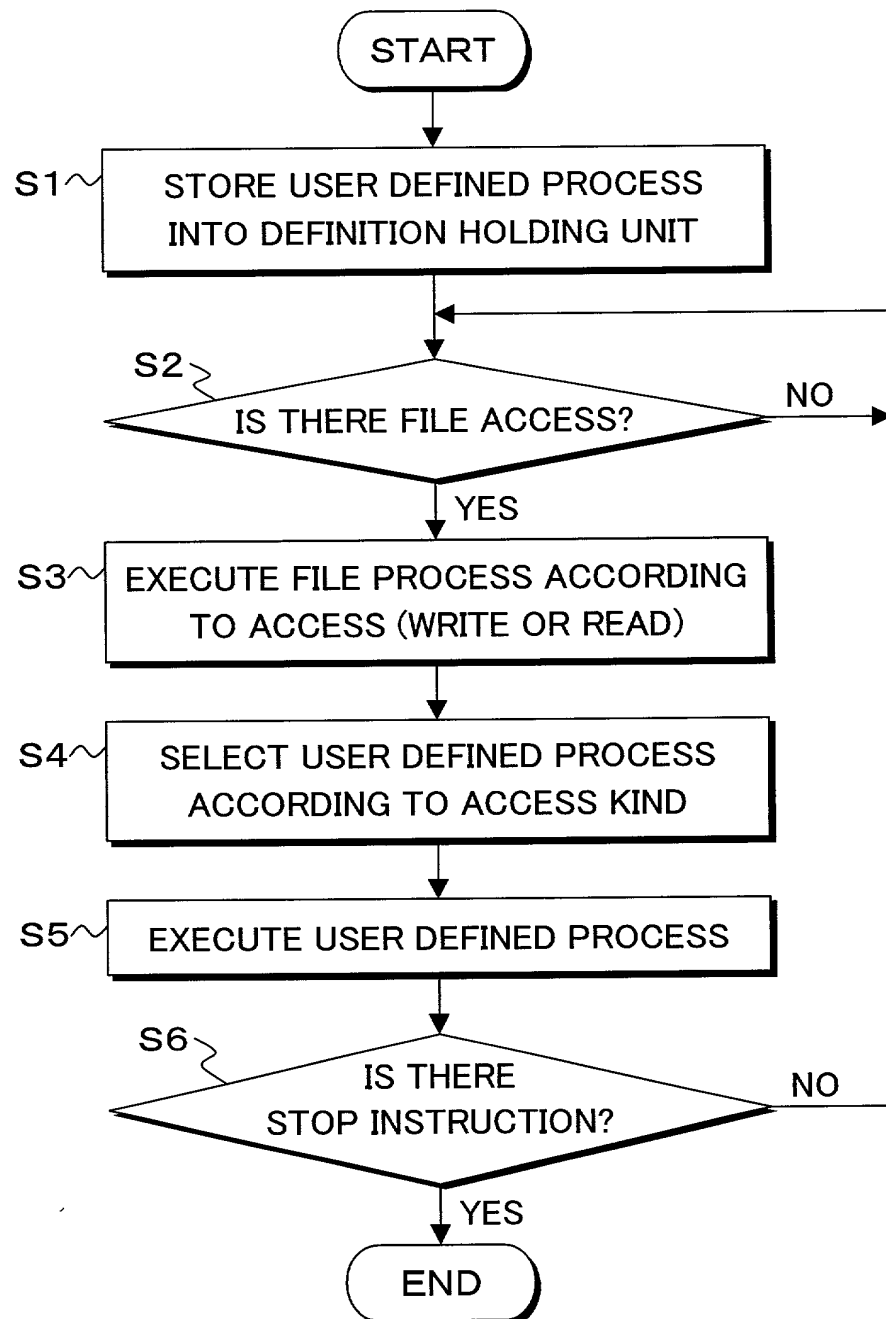 START
S1
STORE USER DEFINED PROCESS
INTO DEFINITION HOLDING UNIT
S2
IS THERE FILE ACCESS?
NO
YES
S3
EXECUTE FILE PROCESS ACCORDING
TO ACCESS (WRITE OR READ)
S4
SELECT USER DEFINED PROCESS
ACCORDING TO ACCESS KIND
S5
EXECUTE USER DEFINED PROCESS
S6
IS THERE
STOP INSTRUCTION?
NO
YES
END